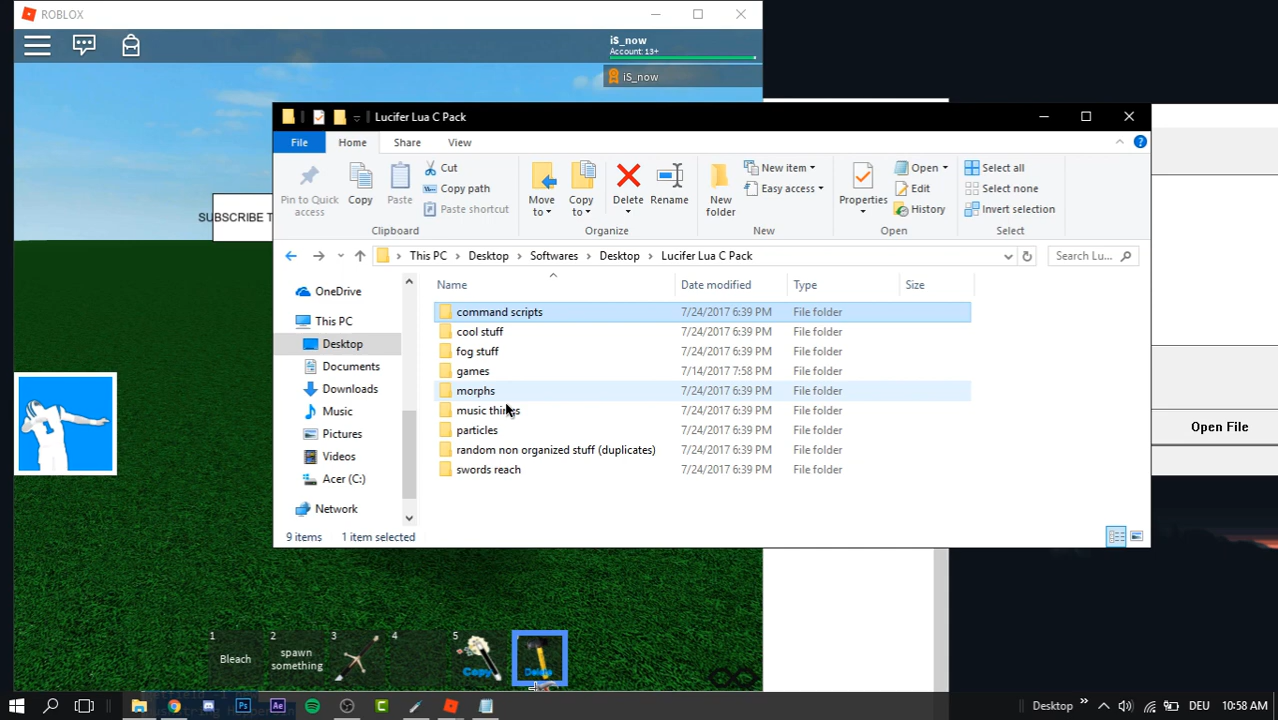 ROBLOX
iS_now
Account: 13+
iS_now
SUBSCRIBE T
Lucifer Lua C Pack
File
Home
Share
View
Pin to Quick access
Copy
Paste
Cut
Copy path
Paste shortcut
Clipboard
Move to
Copy to
Delete
Rename
Organize
New folder
New item
Easy access
New
Properties
Open
Edit
History
Open
Select all
Select none
Invert selection
Select
This PC > Desktop > Softwares > Desktop > Lucifer Lua C Pack
Search Lu...
Name Date modified Type Size
OneDrive
This PC
Desktop
Documents
Downloads
Music
Pictures
Videos
Acer (C:)
Network
command scripts 7/24/2017 6:39 PM File folder
cool stuff 7/24/2017 6:39 PM File folder
fog stuff 7/24/2017 6:39 PM File folder
games 7/14/2017 7:58 PM File folder
morphs 7/24/2017 6:39 PM File folder
music things 7/24/2017 6:39 PM File folder
particles 7/24/2017 6:39 PM File folder
random non organized stuff (duplicates) 7/24/2017 6:39 PM File folder
swords reach 7/24/2017 6:39 PM File folder
9 items 1 item selected
Open File
1
Bleach
2
spawn something
3
4
5
Copy
Delete
Desktop
DEU
10:58 AM